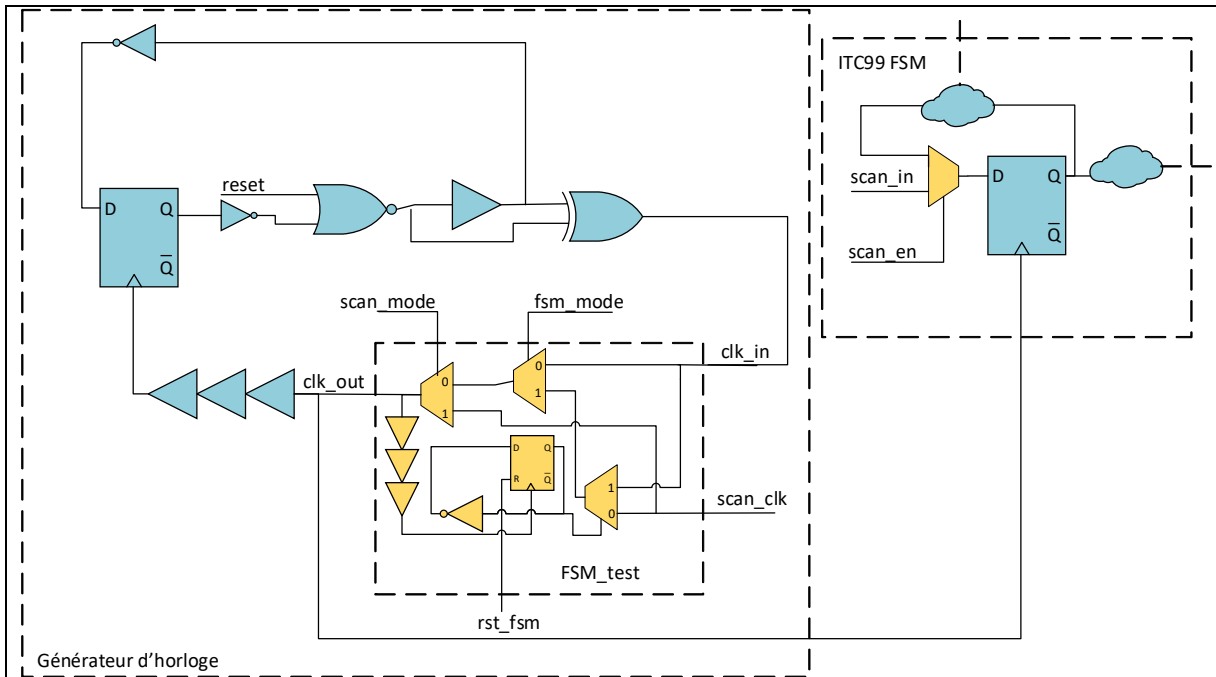 ITC99 FSM
scan_in
scan_en
D
Q
Q
reset
D
Q
Q
scan_mode
fsm_mode
clk_in
clk_out
0
1
0
1
D
Q
R
Q
1
0
scan_clk
FSM_test
rst_fsm
Générateur d'horloge